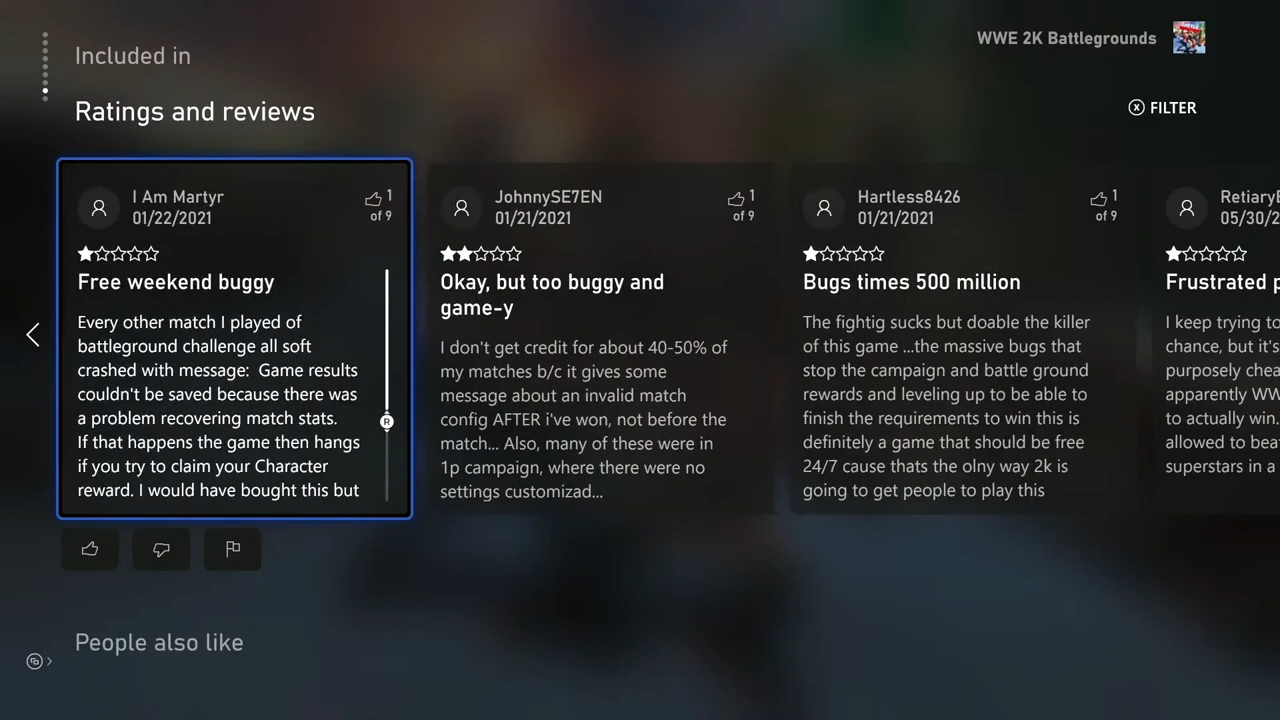 Included in
WWE 2K Battlegrounds
Ratings and reviews
FILTER
I Am Martyr
01/22/2021
1
of 9
Free weekend buggy
Every other match I played of
battleground challenge all soft
crashed with message:  Game results
couldn't be saved because there was
a problem recovering match stats.
If that happens the game then hangs
if you try to claim your Character
reward. I would have bought this but
JohnnySE7EN
01/21/2021
1
of 9
Okay, but too buggy and
game-y
I don't get credit for about 40-50% of
my matches b/c it gives some
message about an invalid match
config AFTER i've won, not before the
match... Also, many of these were in
1p campaign, where there were no
settings customizad...
Hartless8426
01/21/2021
1
of 9
Bugs times 500 million
The fightig sucks but doable the killer
of this game ...the massive bugs that
stop the campaign and battle ground
rewards and leveling up to be able to
finish the requirements to win this is
definitely a game that should be free
24/7 cause thats the olny way 2k is
going to get people to play this
Retiary
05/30/2
Frustrated
I keep trying to
chance, but it's
purposely chea
apparently WW
to actually win.
allowed to bea
superstars in a
People also like